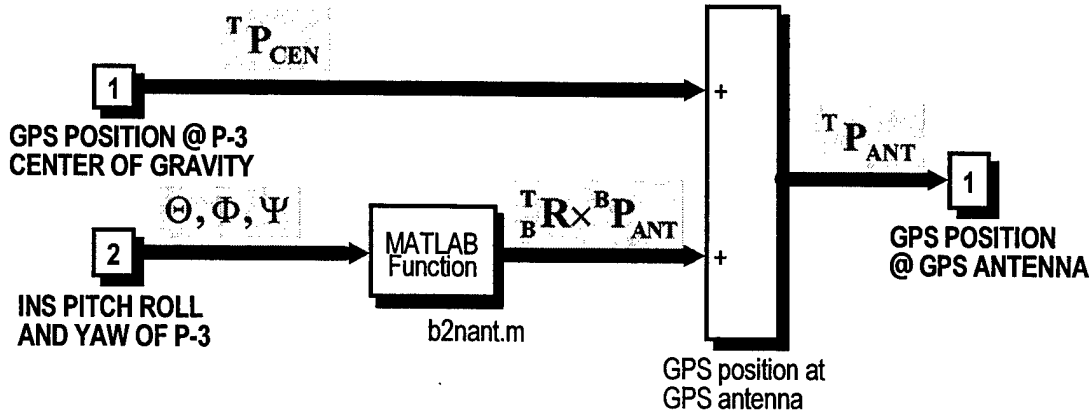 ᵀP_CEN
1
+
GPS POSITION @ P-3
CENTER OF GRAVITY
ᵀP_ANT
1
GPS POSITION
@ GPS ANTENNA
Θ, Φ, Ψ
2
MATLAB
Function
ᵀ_BR×ᴮP_ANT
+
INS PITCH ROLL
AND YAW OF P-3
b2nant.m
GPS position at
GPS antenna